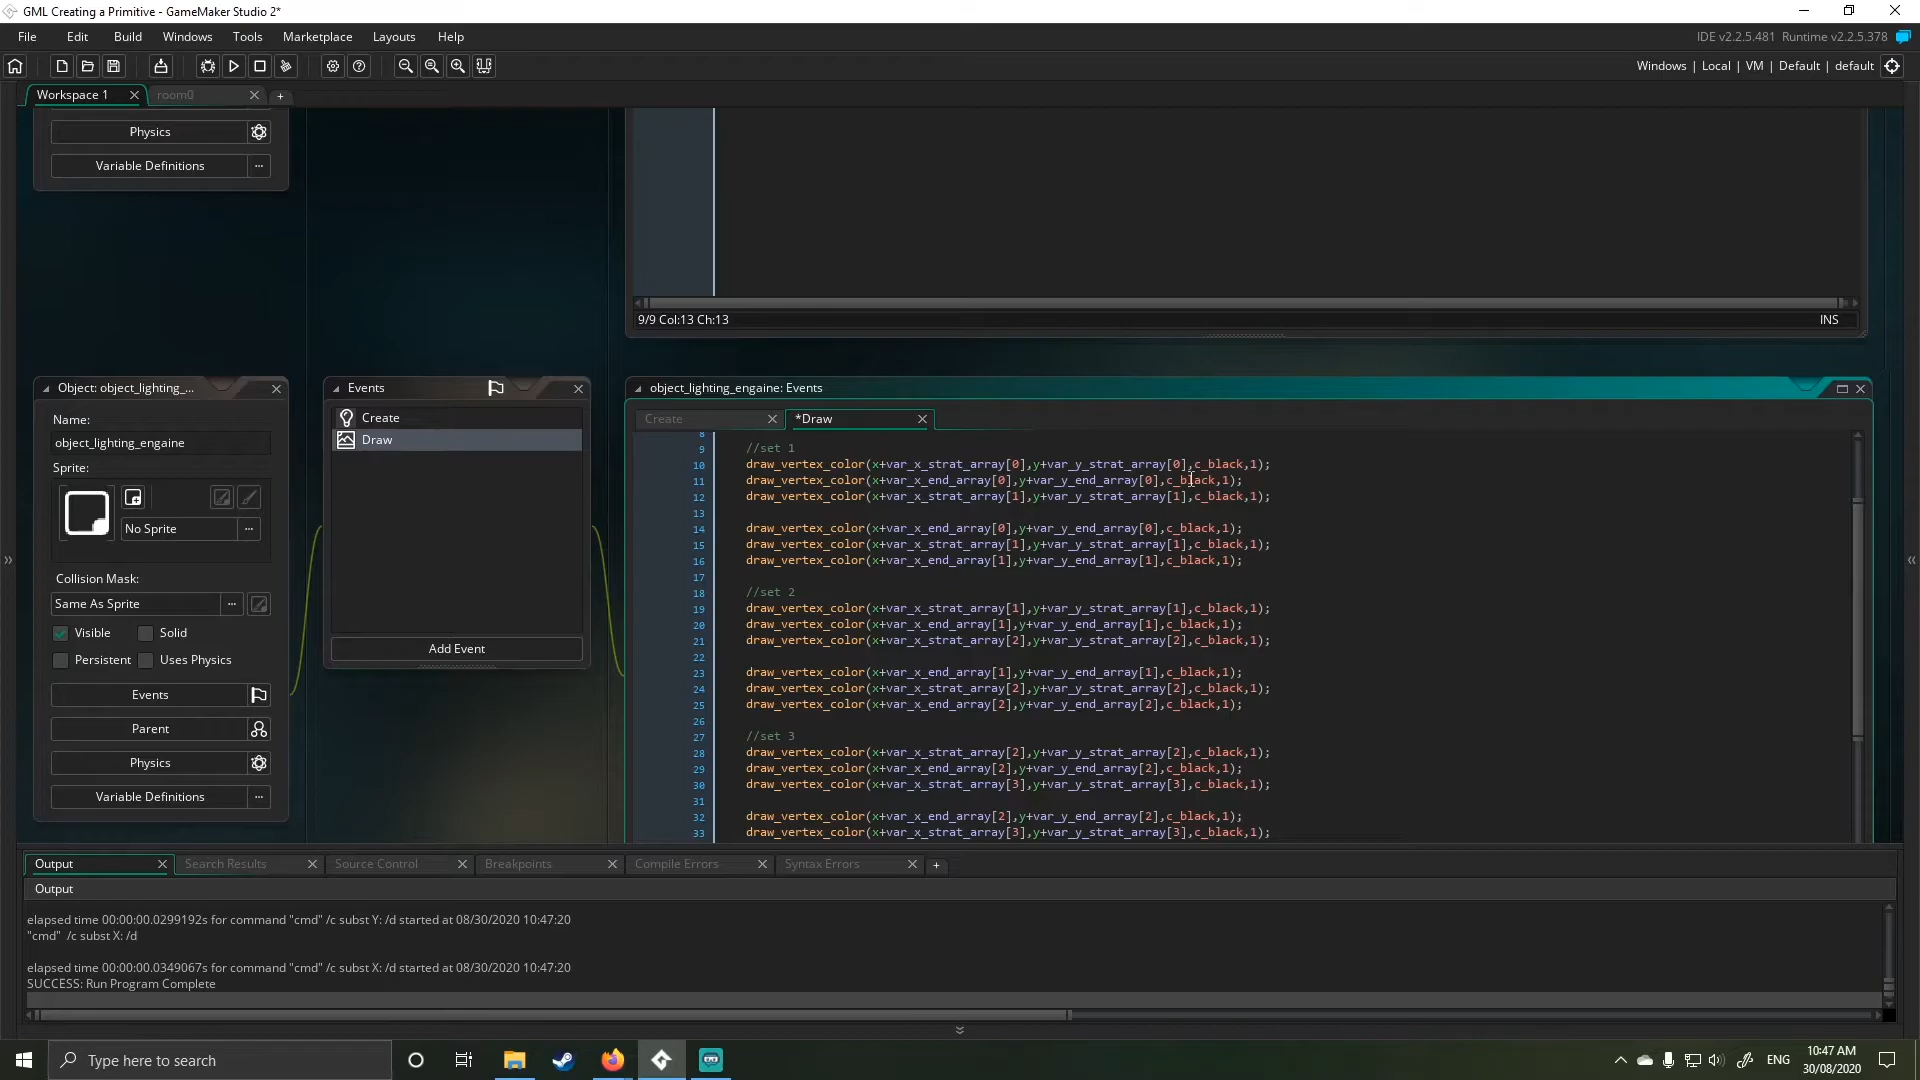 GML Creating a Primitive - GameMaker Studio 2*
File Edit Build Windows Tools Marketplace Layouts Help
IDE v2.2.5.481 Runtime v2.2.5.378
Windows | Local | VM | Default | default
Workspace 1
room0
Physics
Variable Definitions
9/9 Col:13 Ch:13
INS
Object: object_lighting_...
Name:
object_lighting_engaine
Sprite:
No Sprite
Collision Mask:
Same As Sprite
Visible Solid
Persistent Uses Physics
Events
Parent
Physics
Variable Definitions
Events
Create
Draw
Add Event
object_lighting_engaine: Events
Create
*Draw
8
9 //set 1
10 draw_vertex_color(x+var_x_strat_array[0],y+var_y_strat_array[0],c_black,1);
11 draw_vertex_color(x+var_x_end_array[0],y+var_y_end_array[0],c_black,1);
12 draw_vertex_color(x+var_x_strat_array[1],y+var_y_strat_array[1],c_black,1);
13
14 draw_vertex_color(x+var_x_end_array[0],y+var_y_end_array[0],c_black,1);
15 draw_vertex_color(x+var_x_strat_array[1],y+var_y_strat_array[1],c_black,1);
16 draw_vertex_color(x+var_x_end_array[1],y+var_y_end_array[1],c_black,1);
17
18 //set 2
19 draw_vertex_color(x+var_x_strat_array[1],y+var_y_strat_array[1],c_black,1);
20 draw_vertex_color(x+var_x_end_array[1],y+var_y_end_array[1],c_black,1);
21 draw_vertex_color(x+var_x_strat_array[2],y+var_y_strat_array[2],c_black,1);
22
23 draw_vertex_color(x+var_x_end_array[1],y+var_y_end_array[1],c_black,1);
24 draw_vertex_color(x+var_x_strat_array[2],y+var_y_strat_array[2],c_black,1);
25 draw_vertex_color(x+var_x_end_array[2],y+var_y_end_array[2],c_black,1);
26
27 //set 3
28 draw_vertex_color(x+var_x_strat_array[2],y+var_y_strat_array[2],c_black,1);
29 draw_vertex_color(x+var_x_end_array[2],y+var_y_end_array[2],c_black,1);
30 draw_vertex_color(x+var_x_strat_array[3],y+var_y_strat_array[3],c_black,1);
31
32 draw_vertex_color(x+var_x_end_array[2],y+var_y_end_array[2],c_black,1);
33 draw_vertex_color(x+var_x_strat_array[3],y+var_y_strat_array[3],c_black,1);
Output Search Results Source Control Breakpoints Compile Errors Syntax Errors
Output
elapsed time 00:00:00.0299192s for command "cmd" /c subst Y: /d started at 08/30/2020 10:47:20
"cmd" /c subst X: /d
elapsed time 00:00:00.0349067s for command "cmd" /c subst X: /d started at 08/30/2020 10:47:20
SUCCESS: Run Program Complete
Type here to search
ENG
10:47 AM
30/08/2020